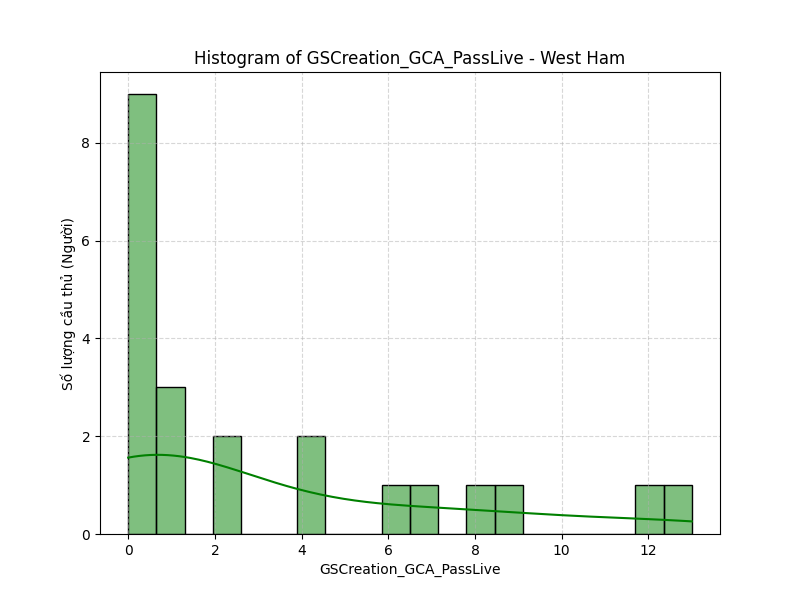 Histogram of GSCreation_GCA_PassLive - West Ham
Số lượng cầu thủ (Người)
8
6
4
2
0
0 2 4 6 8 10 12
GSCreation_GCA_PassLive